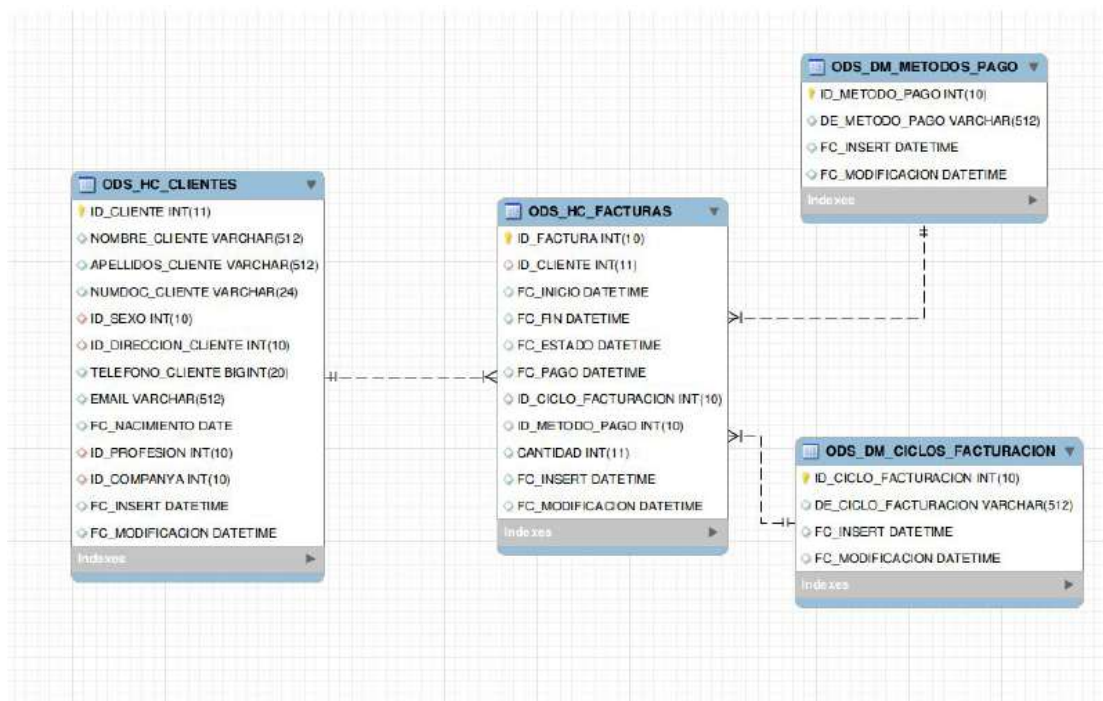 ODS_DM_METODOS_PAGO
ID_METODO_PAGO INT(10)
DE_METODO_PAGO VARCHAR(512)
FC_INSERT DATETIME
FC_MODIFICACION DATETIME
Indexes
ODS_HC_CLIENTES
ID_CLIENTE INT(11)
NOMBRE_CLIENTE VARCHAR(512)
APELLIDOS_CLIENTE VARCHAR(512)
NUMDOC_CLIENTE VARCHAR(24)
ID_SEXO INT(10)
ID_DIRECCION_CLIENTE INT(10)
TELEFONO_CLIENTE BIGINT(20)
EMAIL VARCHAR(512)
FC_NACIMIENTO DATE
ID_PROFESION INT(10)
ID_COMPANYA INT(10)
FC_INSERT DATETIME
FC_MODIFICACION DATETIME
Indexes
ODS_HC_FACTURAS
ID_FACTURA INT(10)
ID_CLIENTE INT(11)
FC_INICIO DATETIME
FC_FIN DATETIME
FC_ESTADO DATETIME
FC_PAGO DATETIME
ID_CICLO_FACTURACION INT(10)
ID_METODO_PAGO INT(10)
CANTIDAD INT(11)
FC_INSERT DATETIME
FC_MODIFICACION DATETIME
Indexes
ODS_DM_CICLOS_FACTURACION
ID_CICLO_FACTURACION INT(10)
DE_CICLO_FACTURACION VARCHAR(512)
FC_INSERT DATETIME
FC_MODIFICACION DATETIME
Indexes